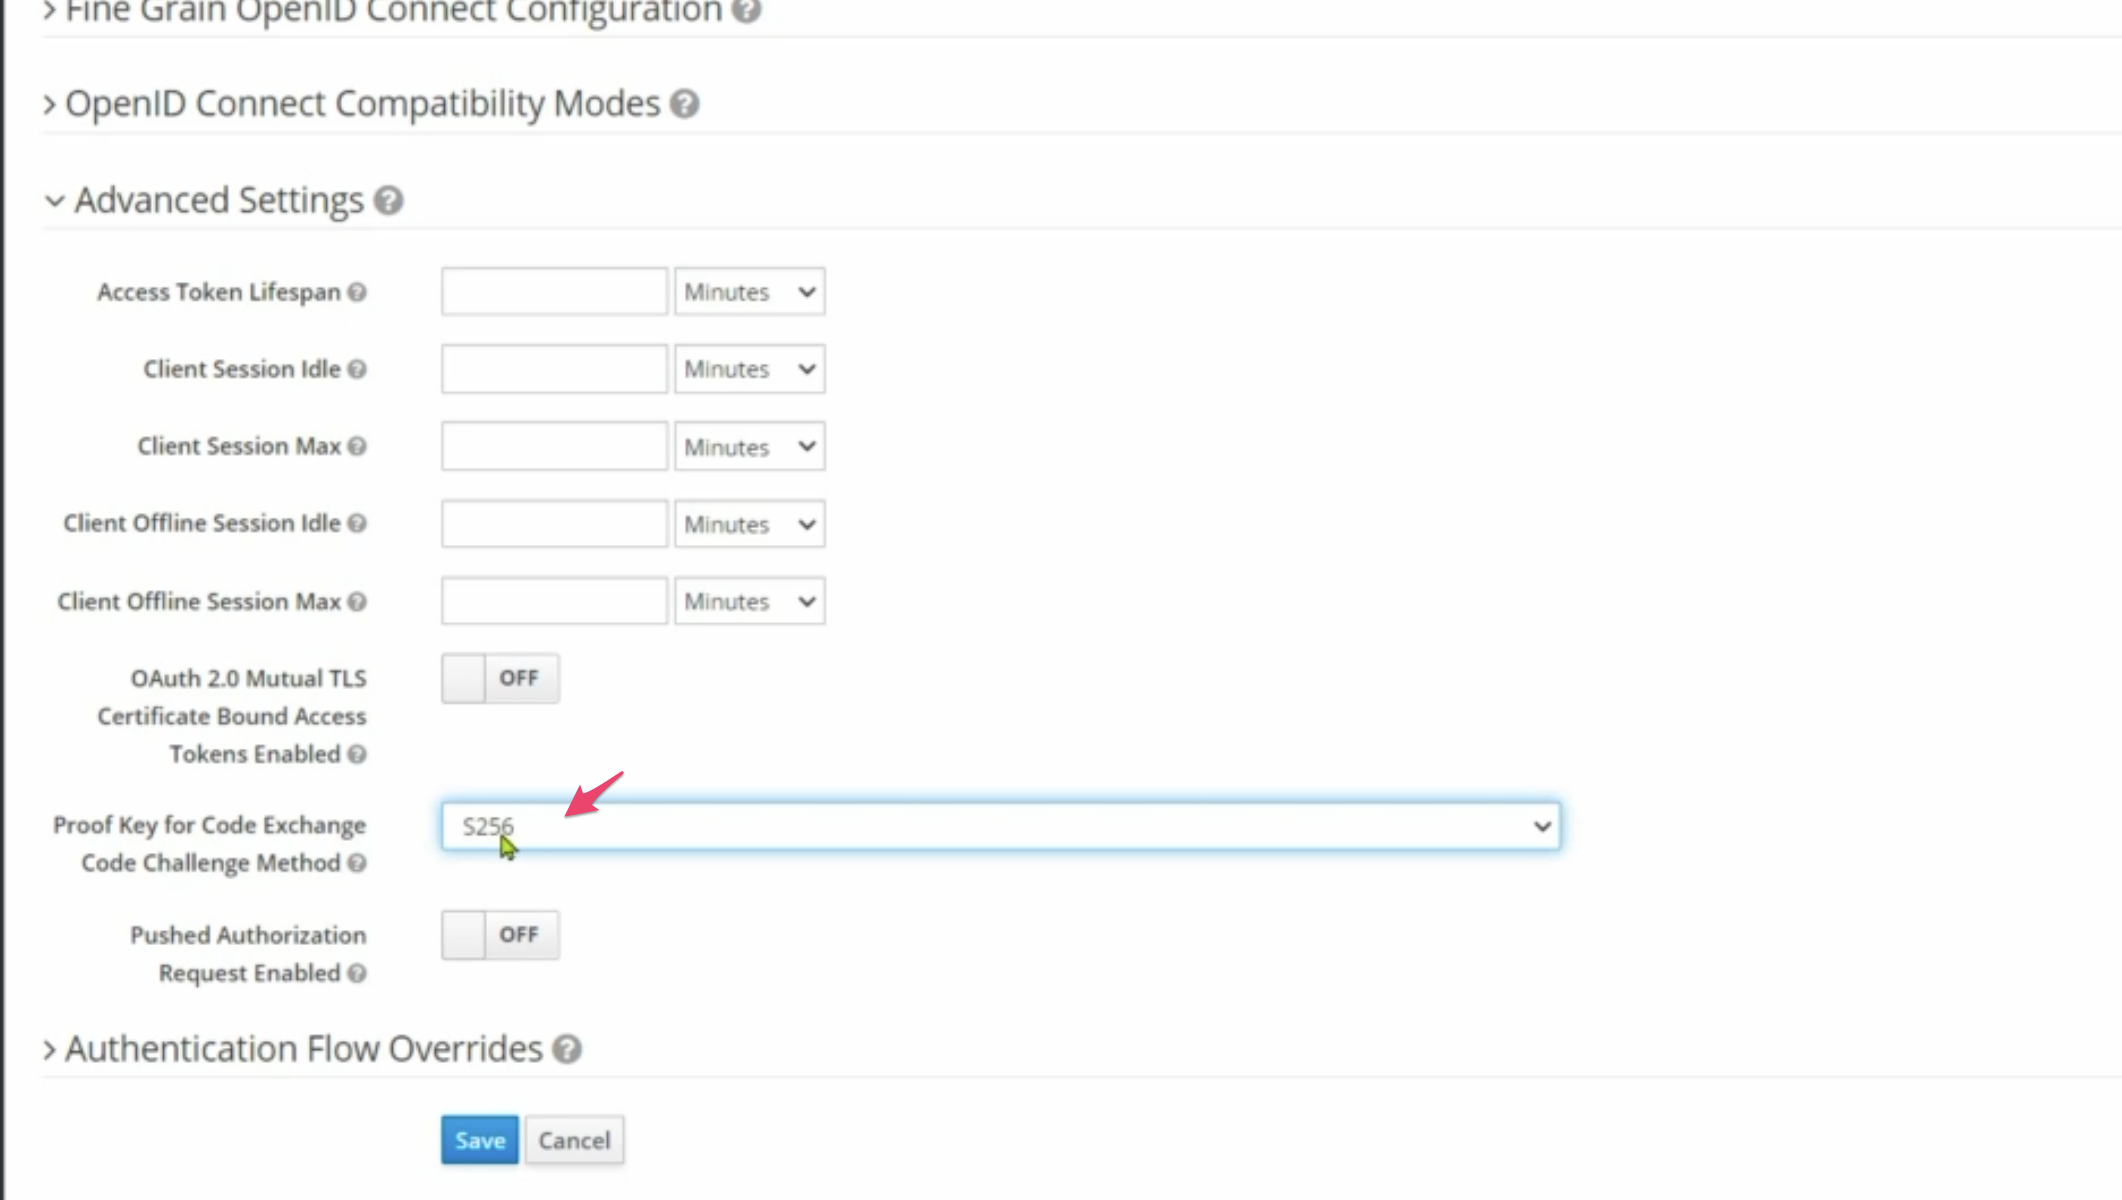 Fine Grain OpenID Connect Configuration
OpenID Connect Compatibility Modes
Advanced Settings
Access Token Lifespan
Minutes
Client Session Idle
Minutes
Client Session Max
Minutes
Client Offline Session Idle
Minutes
Client Offline Session Max
Minutes
OAuth 2.0 Mutual TLS
Certificate Bound Access
Tokens Enabled
OFF
Proof Key for Code Exchange
Code Challenge Method
S256
Pushed Authorization
Request Enabled
OFF
Authentication Flow Overrides
Save
Cancel